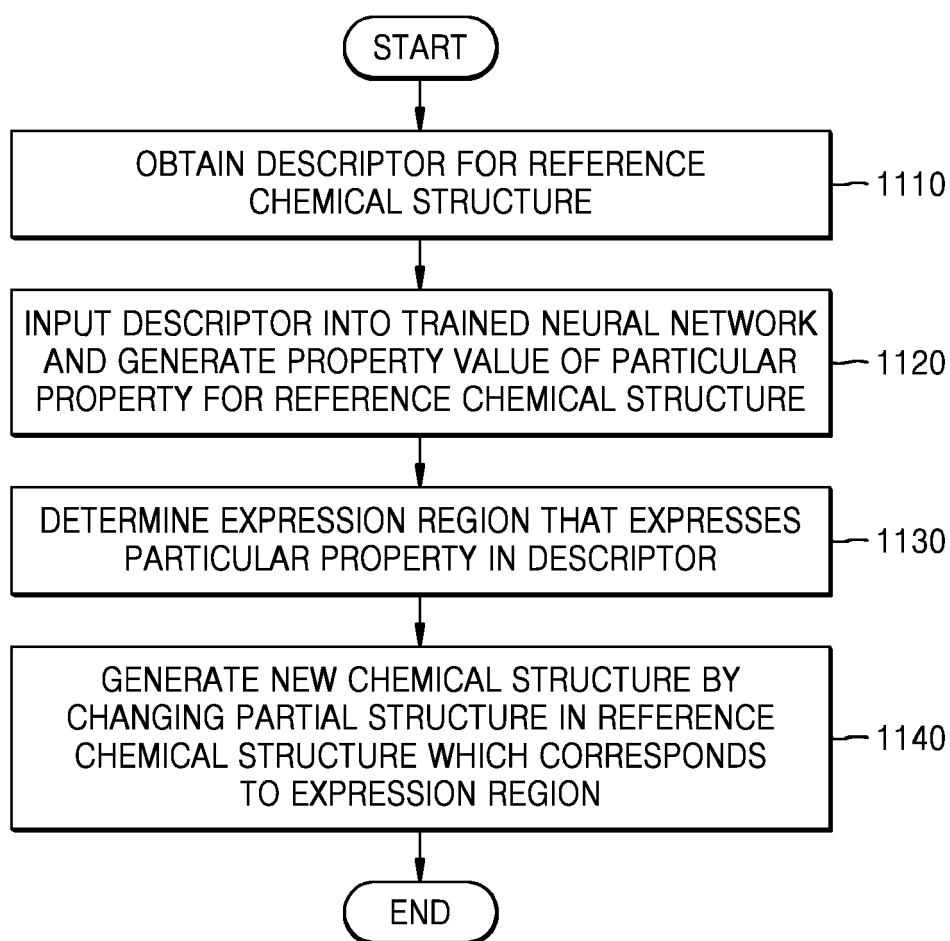 START
OBTAIN DESCRIPTOR FOR REFERENCE
CHEMICAL STRUCTURE
1110
INPUT DESCRIPTOR INTO TRAINED NEURAL NETWORK
AND GENERATE PROPERTY VALUE OF PARTICULAR
PROPERTY FOR REFERENCE CHEMICAL STRUCTURE
1120
DETERMINE EXPRESSION REGION THAT EXPRESSES
PARTICULAR PROPERTY IN DESCRIPTOR
1130
GENERATE NEW CHEMICAL STRUCTURE BY
CHANGING PARTIAL STRUCTURE IN REFERENCE
CHEMICAL STRUCTURE WHICH CORRESPONDS
TO EXPRESSION REGION
1140
END